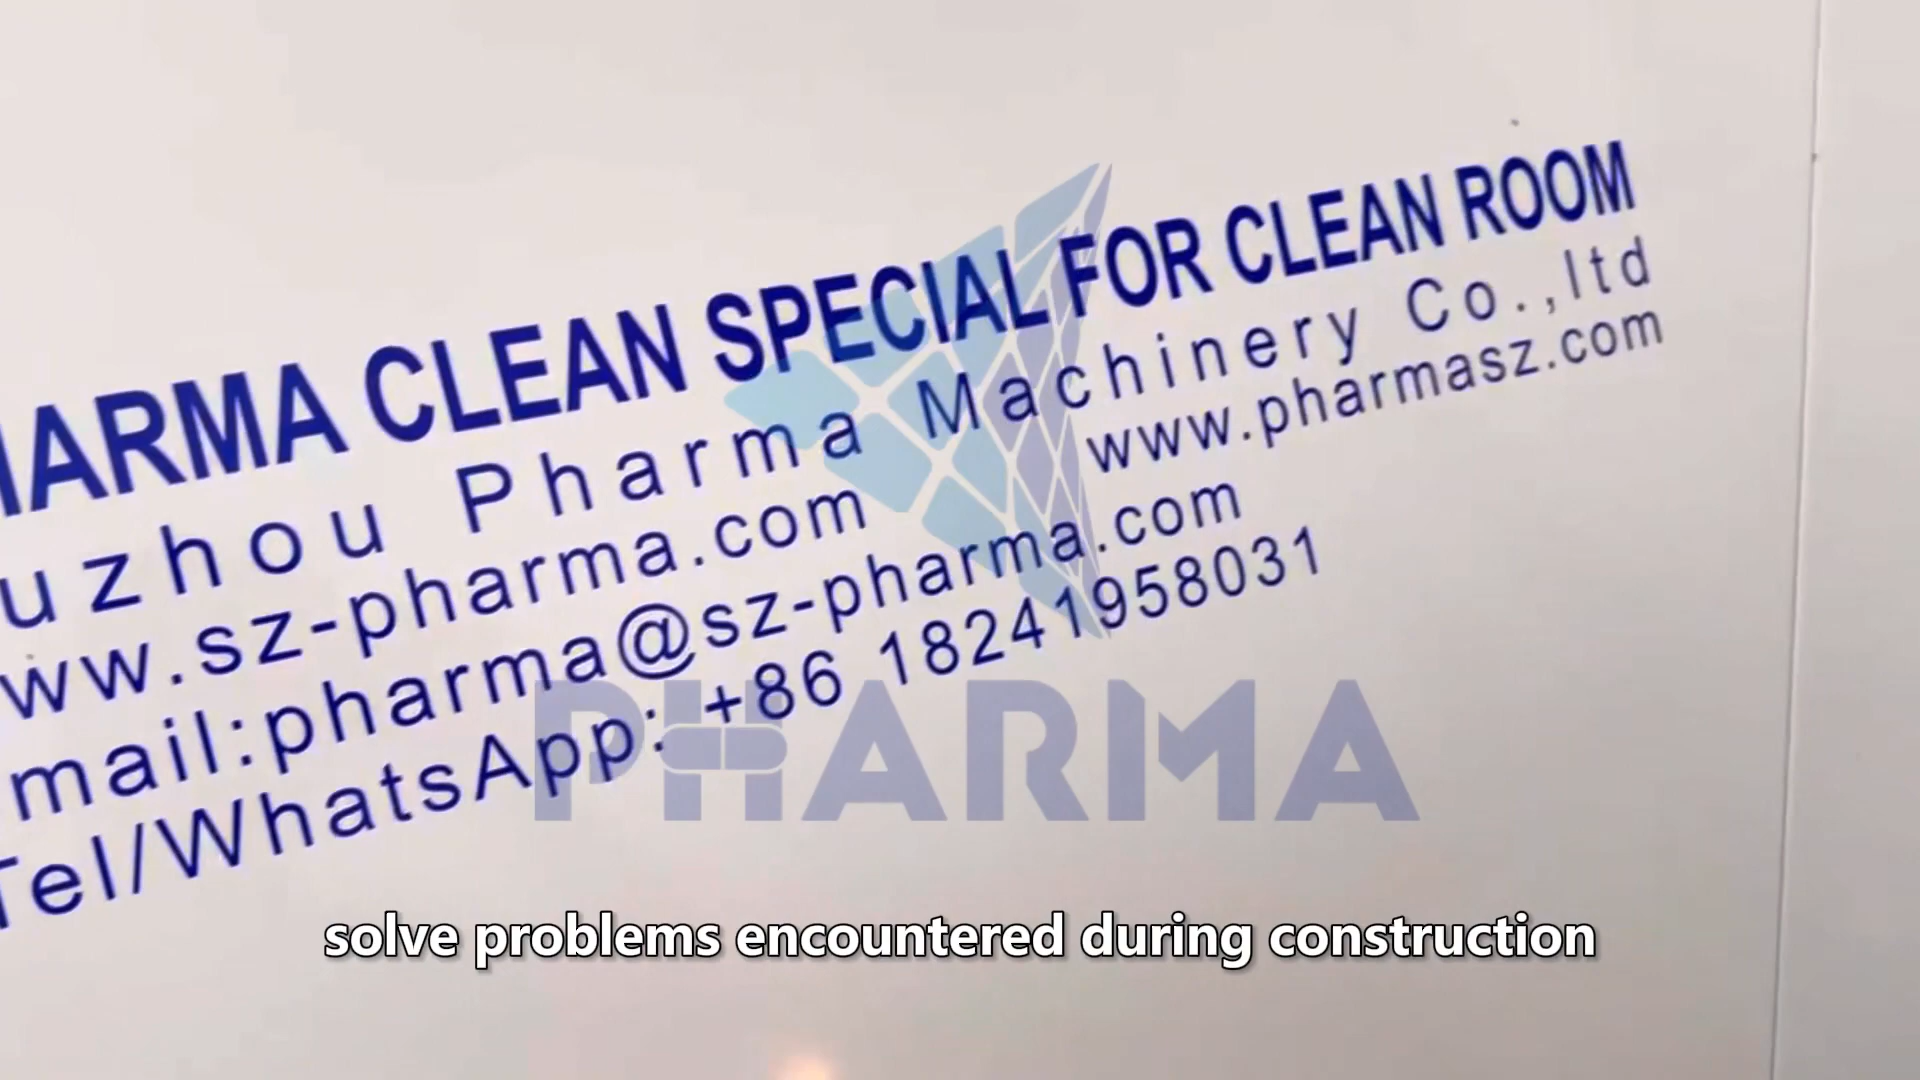 HARMA CLEAN SPECIAL FOR CLEAN ROOM
uzhou Pharma Machinery Co.,ltd
ww.sz-pharma.com www.pharmasz.com
mail:pharma@sz-pharma.com
Tel/WhatsApp: +86 18241958031
PHARMA
solve problems encountered during construction